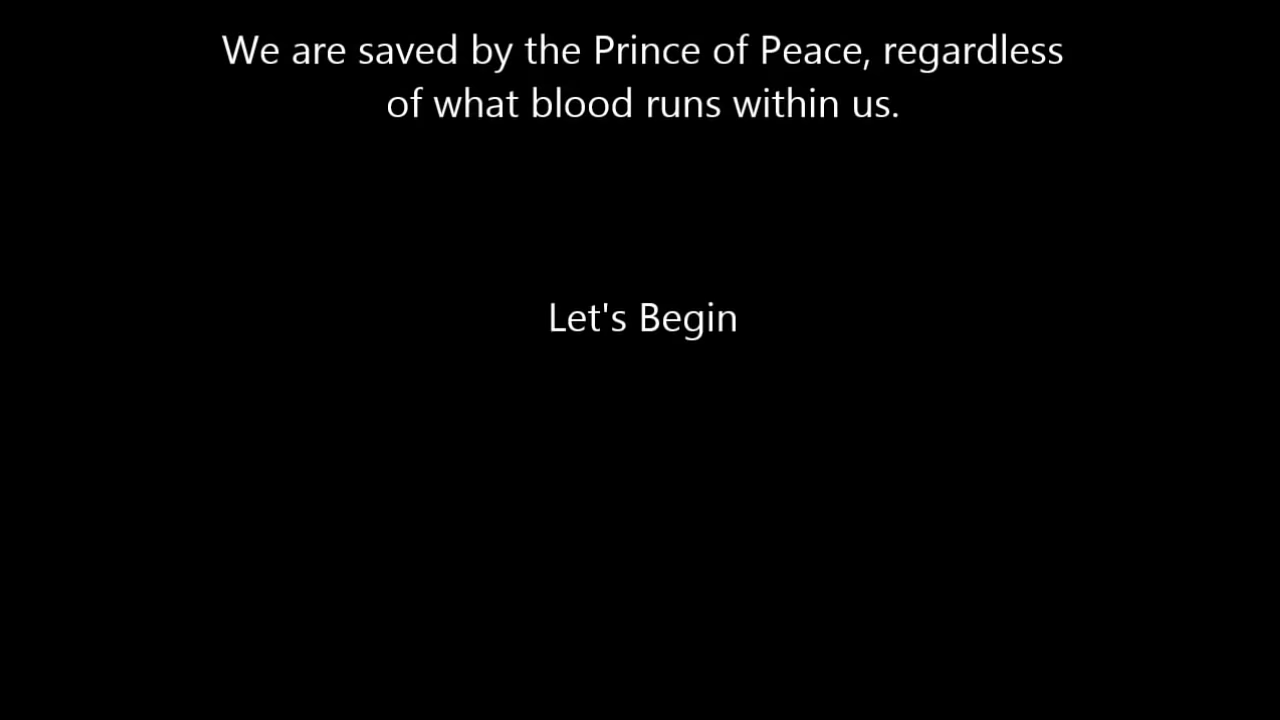 We are saved by the Prince of Peace, regardless
of what blood runs within us.
Let's Begin